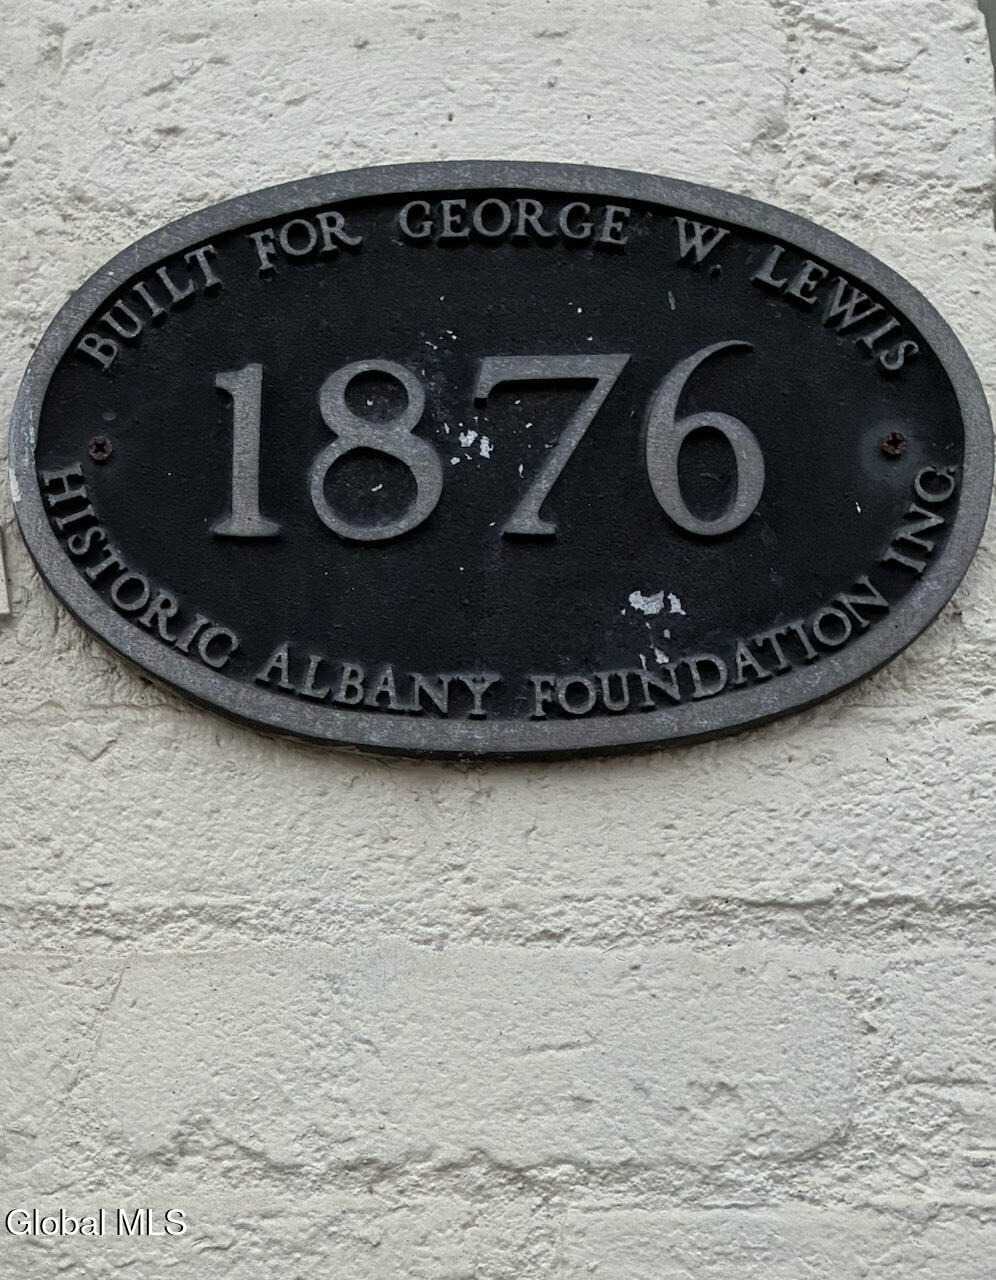 BUILT FOR GEORGE W. LEWIS
1876
HISTORIC ALBANY FOUNDATION INC.
Global MLS